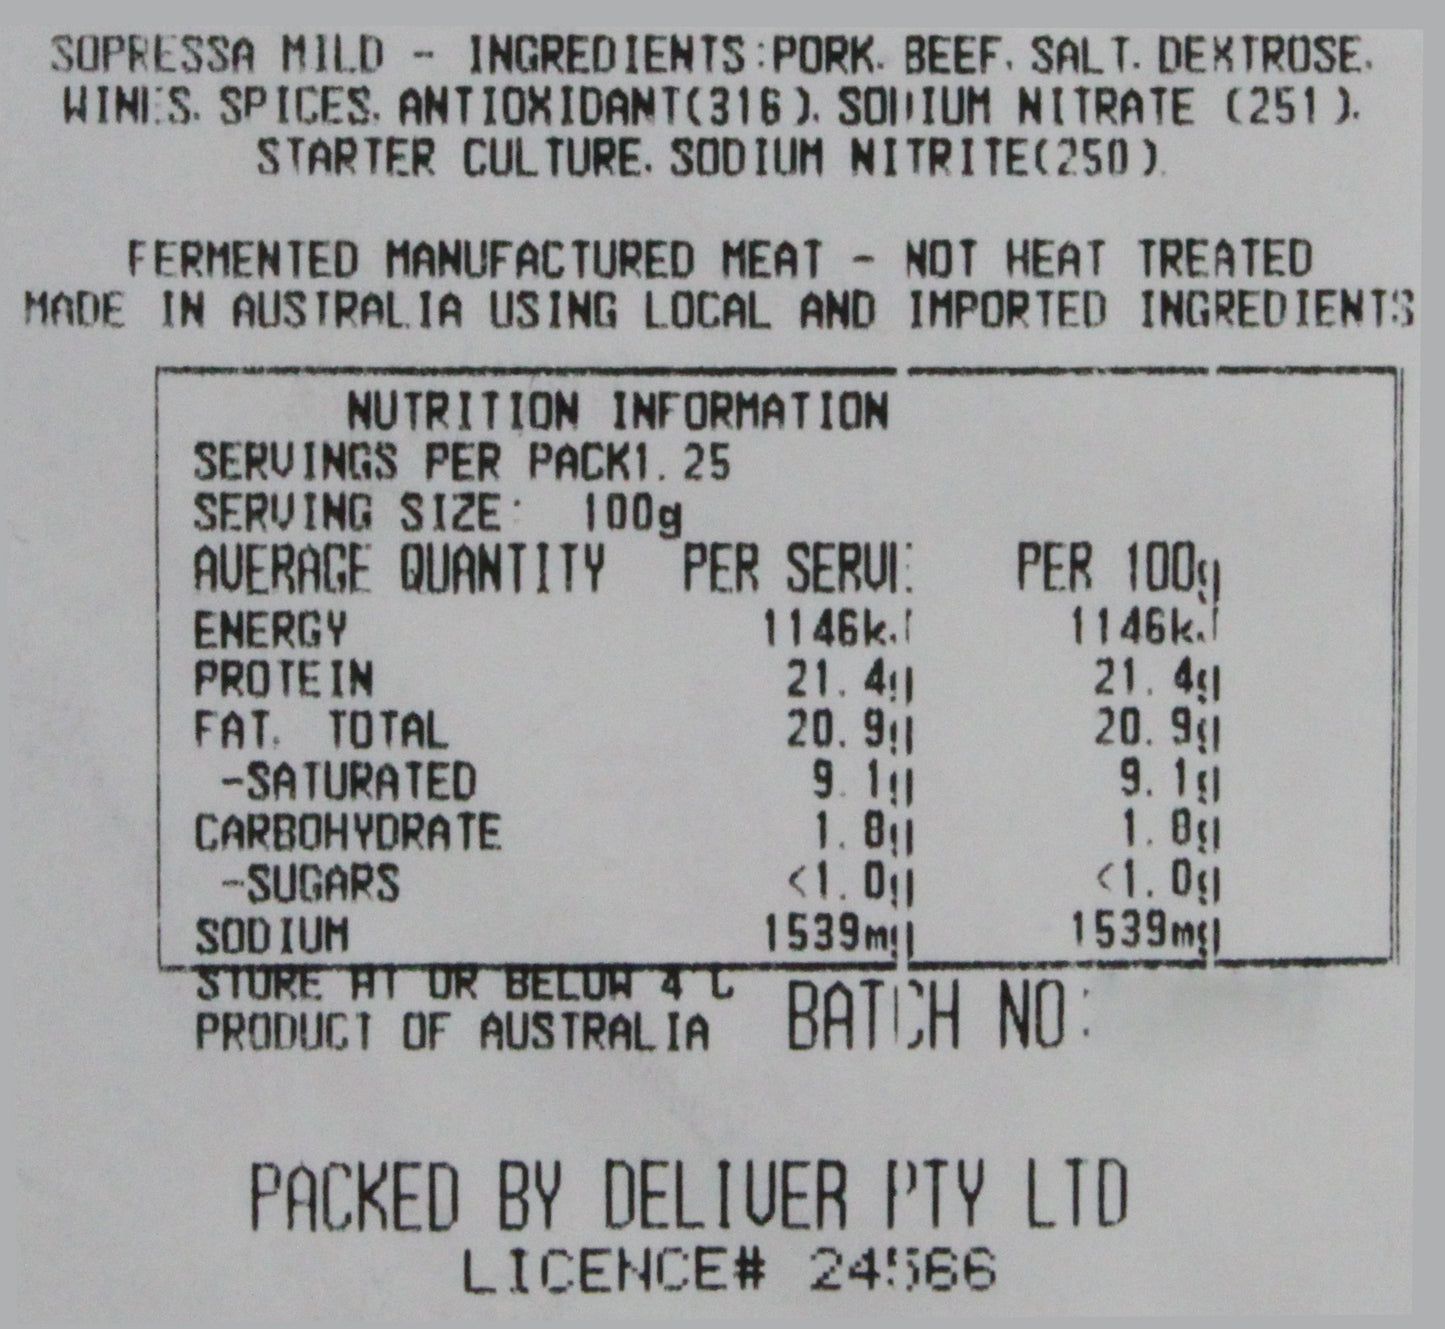 SOPRESSA MILD - INGREDIENTS:PORK, BEEF, SALT, DEXTROSE,
WINES, SPICES, ANTIOXIDANT(316), SODIUM NITRATE (251),
STARTER CULTURE, SODIUM NITRITE(250).
FERMENTED MANUFACTURED MEAT - NOT HEAT TREATED
MADE IN AUSTRALIA USING LOCAL AND IMPORTED INGREDIENTS
NUTRITION INFORMATION
SERVINGS PER PACK1.25
SERVING SIZE: 100g
AVERAGE QUANTITY PER SERVE PER 100g
ENERGY 1146kJ 1146kJ
PROTEIN 21.4g 21.4g
FAT, TOTAL 20.9g 20.9g
-SATURATED 9.1g 9.1g
CARBOHYDRATE 1.8g 1.8g
-SUGARS <1.0g <1.0g
SODIUM 1539mg 1539mg
STORE AT OR BELOW 4 C
PRODUCT OF AUSTRALIA BATCH NO:
PACKED BY DELIVER PTY LTD
LICENCE# 24566